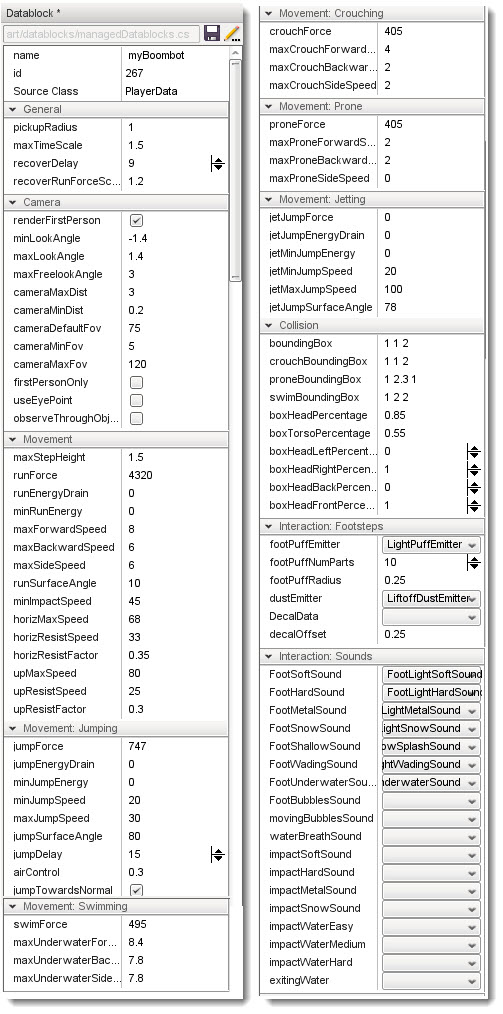 Datablock *
art/datablocks/managedDatablocks.cs
name myBoombot
id 267
Source Class PlayerData
General
pickupRadius 1
maxTimeScale 1.5
recoverDelay 9
recoverRunForceSc... 1.2
Camera
renderFirstPerson
minLookAngle -1.4
maxLookAngle 1.4
maxFreelookAngle 3
cameraMaxDist 3
cameraMinDist 0.2
cameraDefaultFov 75
cameraMinFov 5
cameraMaxFov 120
firstPersonOnly
useEyePoint
observeThroughObj...
Movement
maxStepHeight 1.5
runForce 4320
runEnergyDrain 0
minRunEnergy 0
maxForwardSpeed 8
maxBackwardSpeed 6
maxSideSpeed 6
runSurfaceAngle 10
minImpactSpeed 45
horizMaxSpeed 68
horizResistSpeed 33
horizResistFactor 0.35
upMaxSpeed 80
upResistSpeed 25
upResistFactor 0.3
Movement: Jumping
jumpForce 747
jumpEnergyDrain 0
minJumpEnergy 0
minJumpSpeed 20
maxJumpSpeed 30
jumpSurfaceAngle 80
jumpDelay 15
airControl 0.3
jumpTowardsNormal
Movement: Swimming
swimForce 495
maxUnderwaterFor... 8.4
maxUnderwaterBac... 7.8
maxUnderwaterSide... 7.8
Movement: Crouching
crouchForce 405
maxCrouchForward... 4
maxCrouchBackwar... 2
maxCrouchSideSpeed 2
Movement: Prone
proneForce 405
maxProneForwardS... 2
maxProneBackward... 2
maxProneSideSpeed 0
Movement: Jetting
jetJumpForce 0
jetJumpEnergyDrain 0
jetMinJumpEnergy 0
jetMinJumpSpeed 20
jetMaxJumpSpeed 100
jetJumpSurfaceAngle 78
Collision
boundingBox 1 1 2
crouchBoundingBox 1 1 2
proneBoundingBox 1 2.3 1
swimBoundingBox 1 2 2
boxHeadPercentage 0.85
boxTorsoPercentage 0.55
boxHeadLeftPercent... 0
boxHeadRightPercen... 1
boxHeadBackPercen... 0
boxHeadFrontPerce... 1
Interaction: Footsteps
footPuffEmitter LightPuffEmitter
footPuffNumParts 10
footPuffRadius 0.25
dustEmitter LiftoffDustEmitter
DecalData
decalOffset 0.25
Interaction: Sounds
FootSoftSound FootLightSoftSound
FootHardSound FootLightHardSound
FootMetalSound LightMetalSound
FootSnowSound ightSnowSound
FootShallowSound owSplashSound
FootWadingSound ghtWadingSound
FootUnderwaterSou... nderwaterSound
FootBubblesSound
movingBubblesSound
waterBreathSound
impactSoftSound
impactHardSound
impactMetalSound
impactSnowSound
impactWaterEasy
impactWaterMedium
impactWaterHard
exitingWater